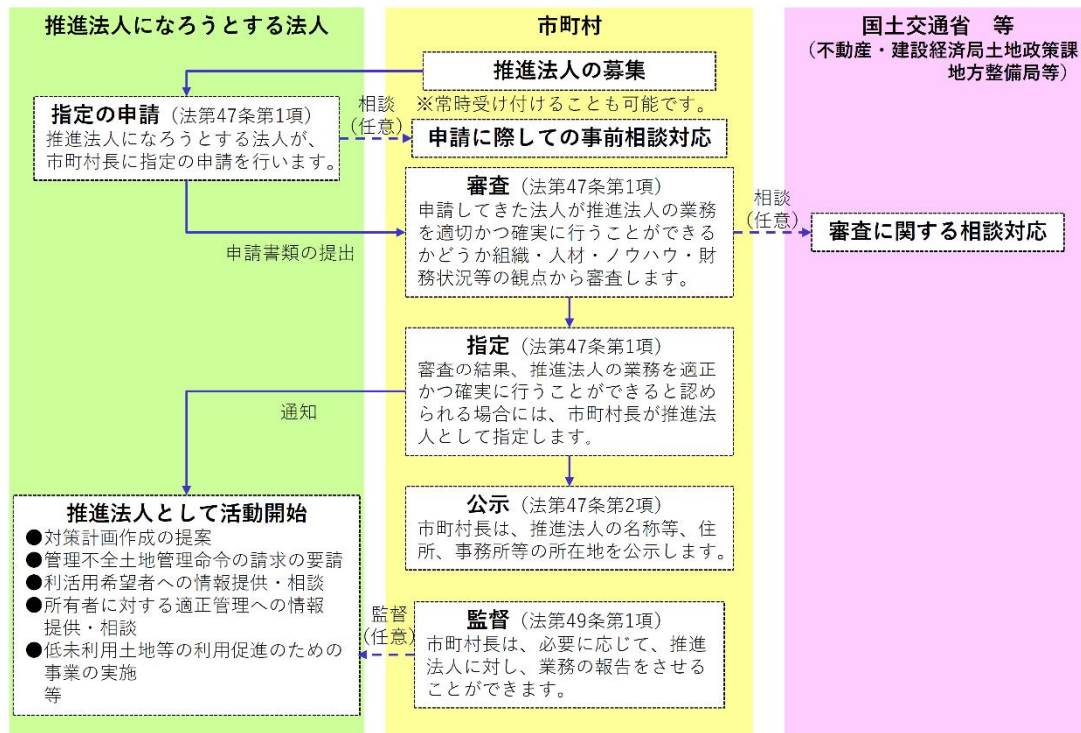 推進法人になろうとする法人
市町村
国土交通省　等
（不動産・建設経済局土地政策課
地方整備局等）
推進法人の募集
※常時受け付けることも可能です。
指定の申請（法第47条第1項）
推進法人になろうとする法人が、
市町村長に指定の申請を行います。
相談
(任意)
申請に際しての事前相談対応
申請書類の提出
審査（法第47条第1項）
申請してきた法人が推進法人の業務
を適切かつ確実に行うことができる
かどうか組織・人材・ノウハウ・財
務状況等の観点から審査します。
相談
(任意)
審査に関する相談対応
指定（法第47条第1項）
審査の結果、推進法人の業務を適正
かつ確実に行うことができると認め
られる場合には、市町村長が推進法
人として指定します。
通知
公示（法第47条第2項）
市町村長は、推進法人の名称等、住
所、事務所等の所在地を公示します。
推進法人として活動開始
●対策計画作成の提案
●管理不全土地管理命令の請求の要請
●利活用希望者への情報提供・相談
●所有者に対する適正管理への情報
提供・相談
●低未利用土地等の利用促進のための
事業の実施
等
監督
(任意)
監督（法第49条第1項）
市町村長は、必要に応じて、推進
法人に対し、業務の報告をさせる
ことができます。